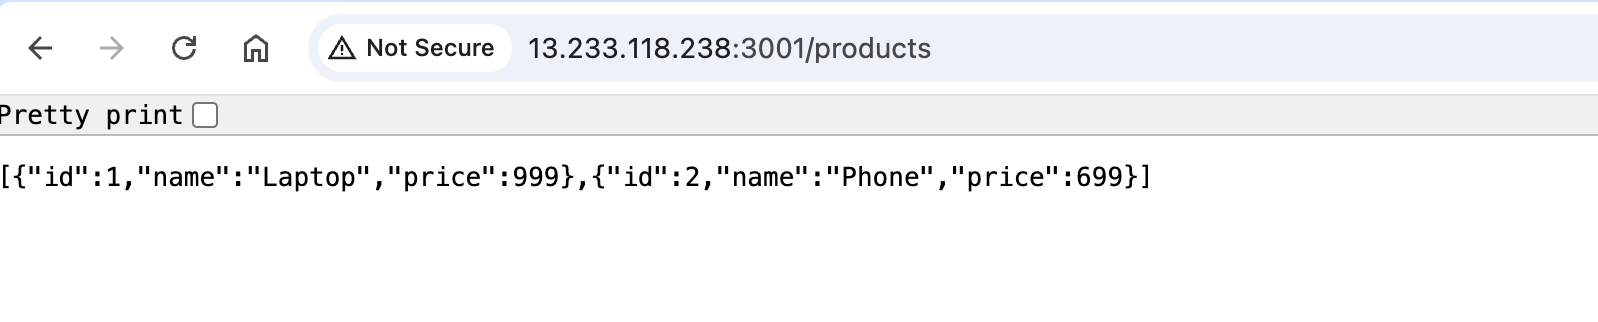 Not Secure 13.233.118.238:3001/products
Pretty print
[{"id":1,"name":"Laptop","price":999},{"id":2,"name":"Phone","price":699}]